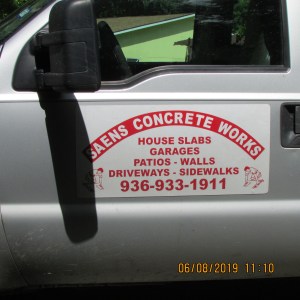 SAENS CONCRETE WORKS
HOUSE SLABS
GARAGES
PATIOS - WALLS
DRIVEWAYS - SIDEWALKS
936-933-1911
06/08/2019 11:10